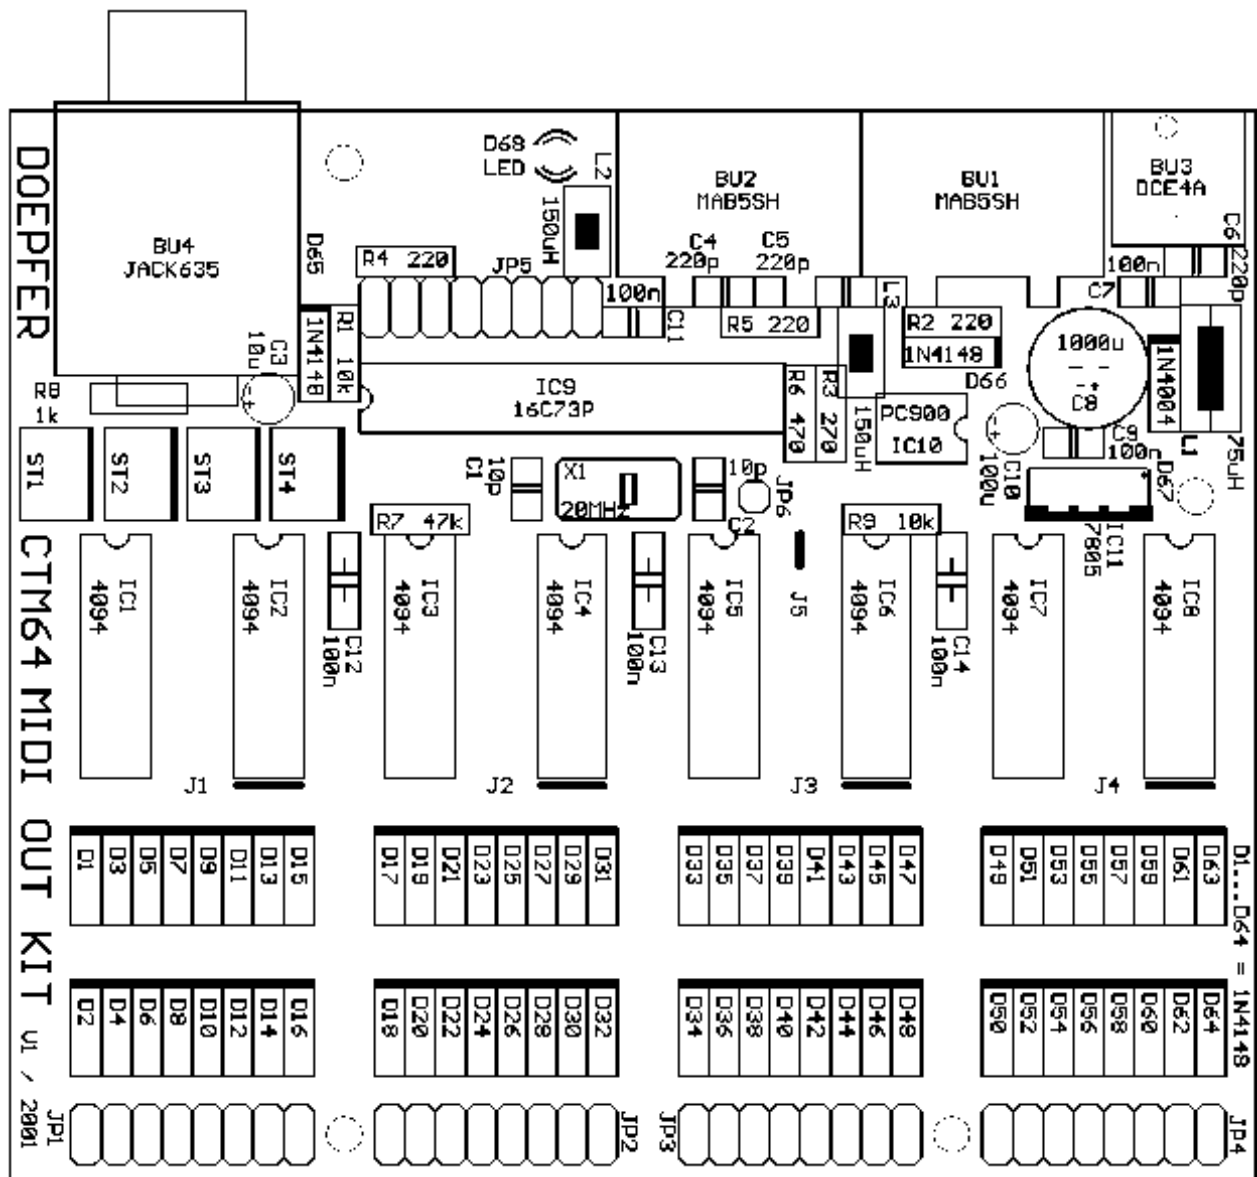 DOEPFER
CTM64 MIDI OUT KIT V1 / 2001
BU4
JACK635
D65
D68
LED
L2
150uH
BU2
MAB5SH
BU1
MAB5SH
BU3
DCE4A
C6
220p
C4
220p
C5
220p
R4 220
JP5
100n
C11
R5 220
L3
150uH
R2 220
1N4148
D66
C7
100n
1000u
C8
1N4004
L1
75uH
C3
10u
1N4148
R1 10k
IC9
16C73P
R6 470
R3 270
PC900
IC10
C9
100n
D67
C10
100u
R8
1k
ST1
ST2
ST3
ST4
10p
C1
X1
20MHz
10p
C2
JP6
R7 47k
R9 10k
IC11
7805
IC1
4094
IC2
4094
C12
100n
IC3
4094
IC4
4094
C13
100n
IC5
4094
J5
IC6
4094
C14
100n
IC7
4094
IC8
4094
J1
J2
J3
J4
D1 D3 D5 D7 D9 D11 D13 D15
D17 D19 D21 D23 D25 D27 D29 D31
D33 D35 D37 D39 D41 D43 D45 D47
D49 D51 D53 D55 D57 D59 D61 D63
D1...D64 = 1N4148
D2 D4 D6 D8 D10 D12 D14 D16
D18 D20 D22 D24 D26 D28 D30 D32
D34 D36 D38 D40 D42 D44 D46 D48
D50 D52 D54 D56 D58 D60 D62 D64
JP1
JP2
JP3
JP4